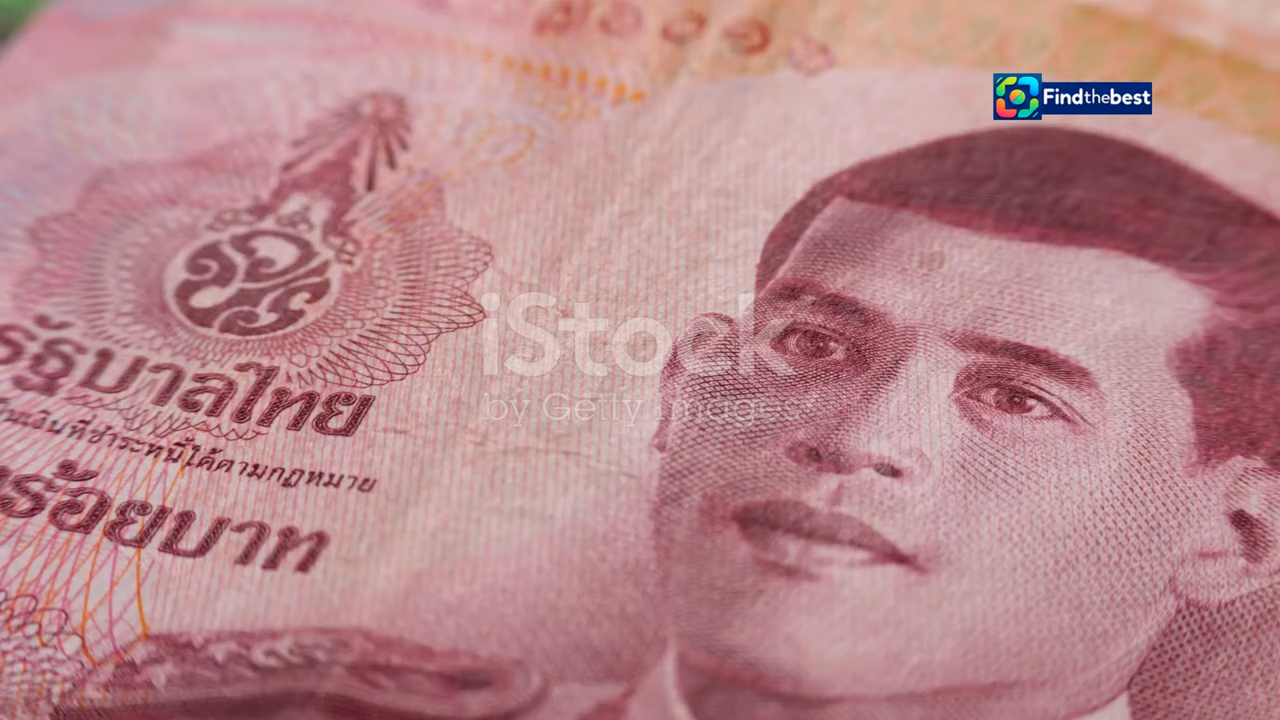 Findthebest
iStock
by Getty Images
รัฐบาลไทย
ชำระหนี้ได้ตามกฎหมาย
ร้อยบาท